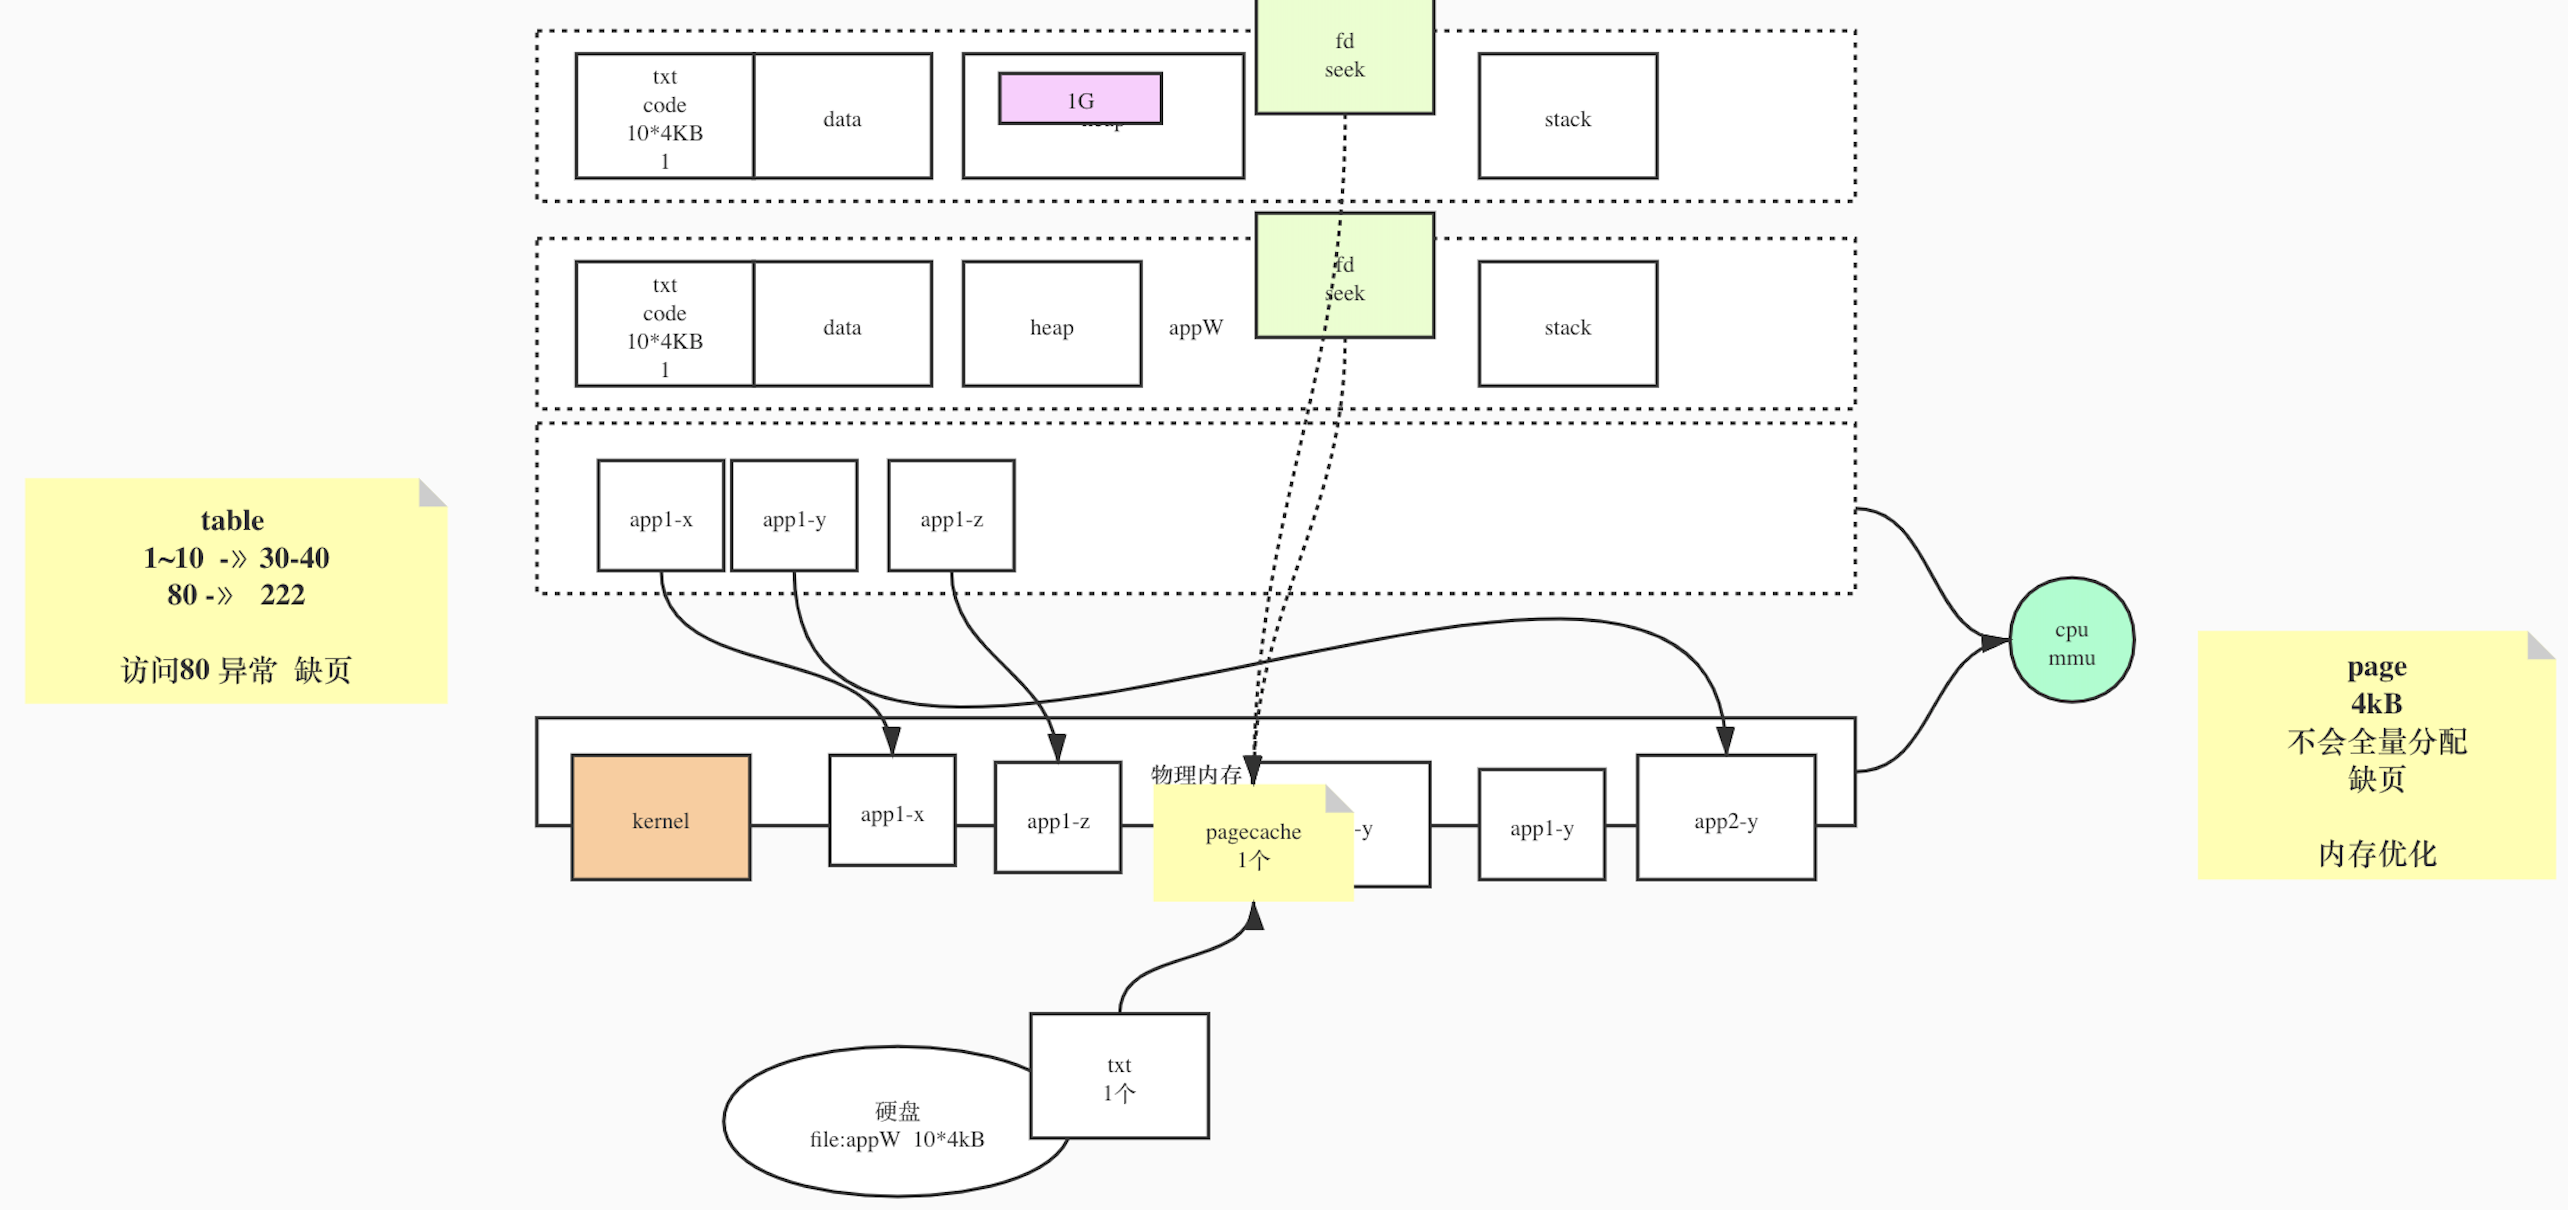 fd
seek
txt
code
10*4KB
1
data
1G
stack
fd
seek
txt
code
10*4KB
1
data
heap
appW
stack
app1-x
app1-y
app1-z
table
1~10 -》 30-40
80 -》 222
访问80 异常 缺页
cpu
mmu
page
4kB
不会全量分配
缺页
内存优化
物理内存
kernel
app1-x
app1-z
pagecache
1个
-y
app1-y
app2-y
txt
1个
硬盘
file:appW 10*4kB